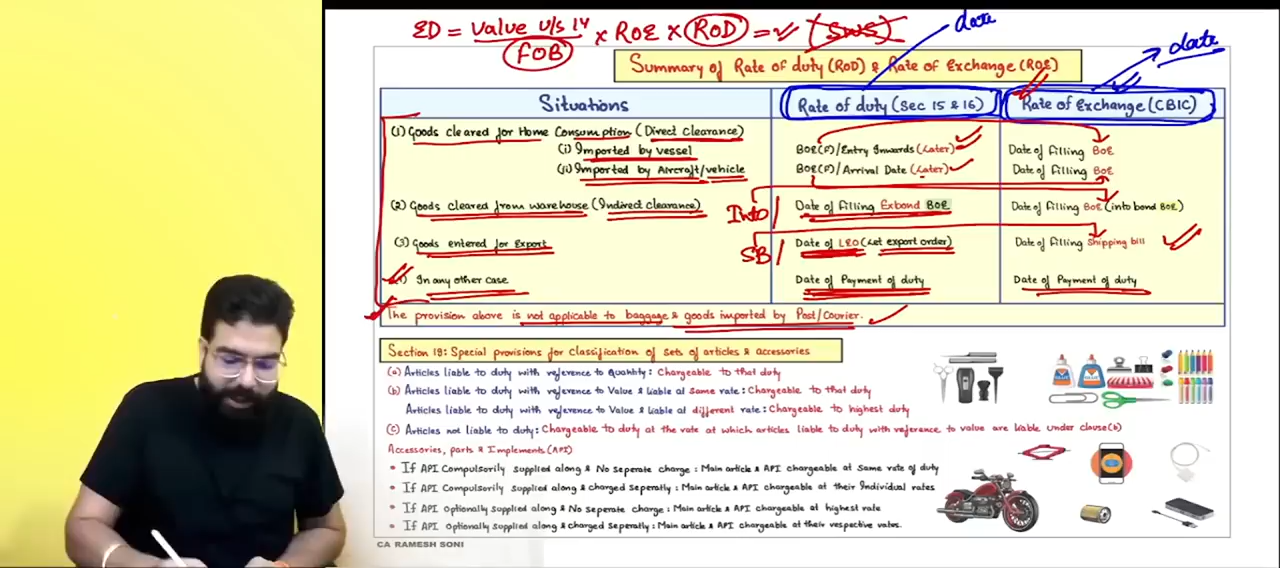 ED = Value u/s 14 × ROE × ROD = (SWS)
FOB
date
date
Summary of Rate of duty (RoD) & Rate of Exchange (ROE)
Situations
Rate of duty (Sec 15 & 16)
Rate of Exchange (CBIC)
(1) Goods cleared for Home Consumption (Direct clearance)
(i) Imported by vessel
BOE(F)/Entry Inwards (Later)
Date of filling BOE
(ii) Imported by Aircraft/vehicle
BOE(F)/Arrival Date (Later)
Date of filling BOE
(2) Goods cleared from warehouse (Indirect clearance)
Into
Date of filling Exbond BOE
Date of filling BOE (into bond BOE)
(3) Goods entered for Export
SB
Date of LEO (Let export order)
Date of filling Shipping bill
In any other case
Date of Payment of duty
Date of Payment of duty
The provision above is not applicable to baggage & goods imported by Post/Courier.
Section 19: Special provisions for classification of sets of articles & accessories
(a) Articles liable to duty with reference to Quantity: Chargeable to that duty
(b) Articles liable to duty with reference to Value & liable at same rate: Chargeable to that duty
Articles liable to duty with reference to Value & liable at different rate: Chargeable to highest duty
(c) Articles not liable to duty: Chargeable to duty at the rate at which articles liable to duty with reference to value are liable under clause(b)
Accessories, parts & Implements (API)
• If API Compulsorily supplied along & No seperate charge: Main article & API chargeable at Same rate of duty
• If API Compulsorily supplied along & charged seperatly: Main article & API chargeable at their Individual rates
• If API Optionally supplied along & No seperate charge: Main article & API chargeable at highest rate
• If API Optionally supplied along & charged seperatly: Main article & API chargeable at their respective rates.
CA RAMESH SONI